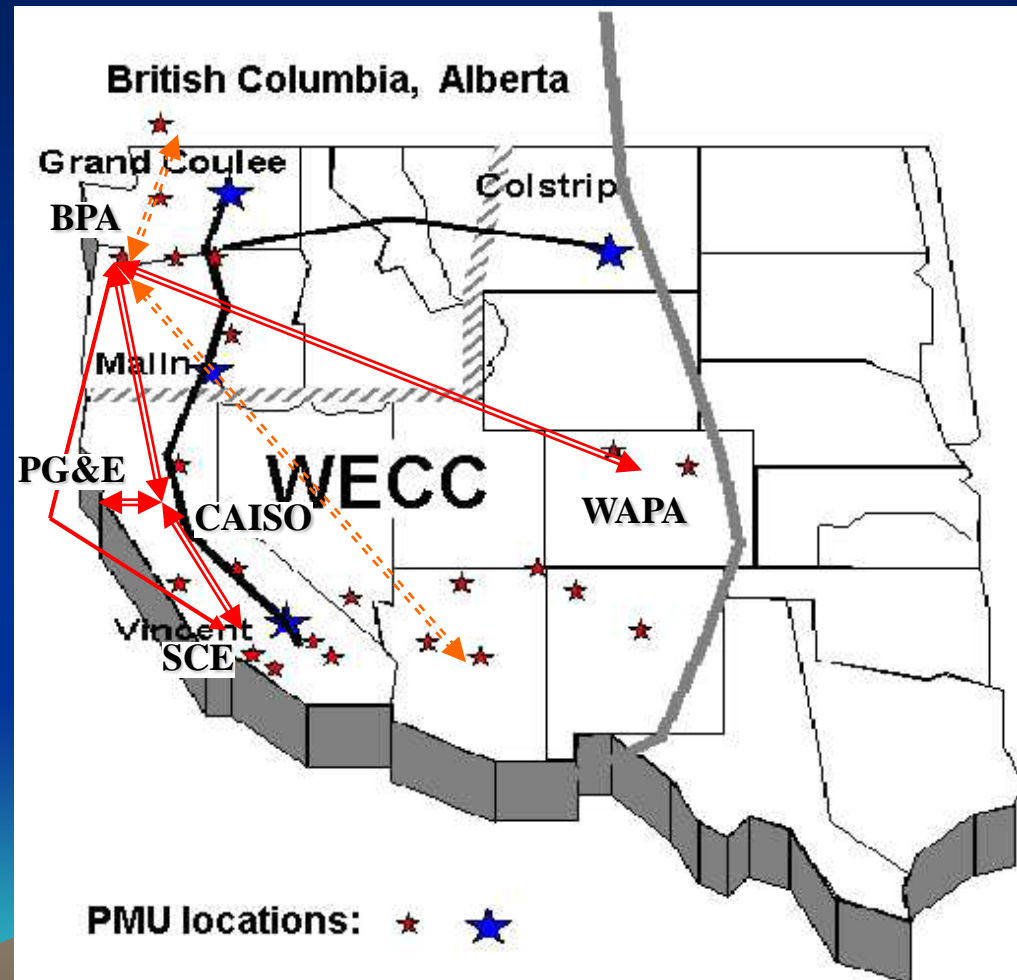 British Columbia, Alberta
Grand Coulee
Colstrip
BPA
Malin
PG&E
WECC
CAISO
WAPA
Vincent
SCE
PMU locations: